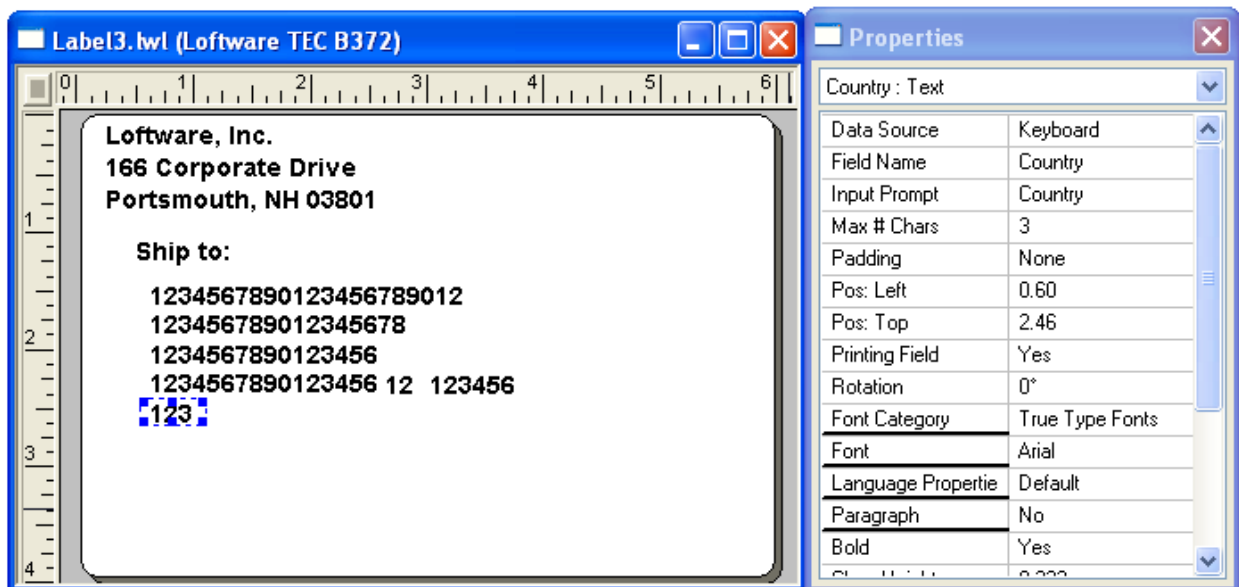 Label3.lwl (Loftware TEC B372)
0 1 2 3 4 5 6
1
2
3
4
Loftware, Inc.
166 Corporate Drive
Portsmouth, NH 03801
Ship to:
1234567890123456789012
123456789012345678
1234567890123456
1234567890123456 12 123456
123
Properties
Country : Text
Data Source Keyboard
Field Name Country
Input Prompt Country
Max # Chars 3
Padding None
Pos: Left 0.60
Pos: Top 2.46
Printing Field Yes
Rotation 0°
Font Category True Type Fonts
Font Arial
Language Propertie Default
Paragraph No
Bold Yes